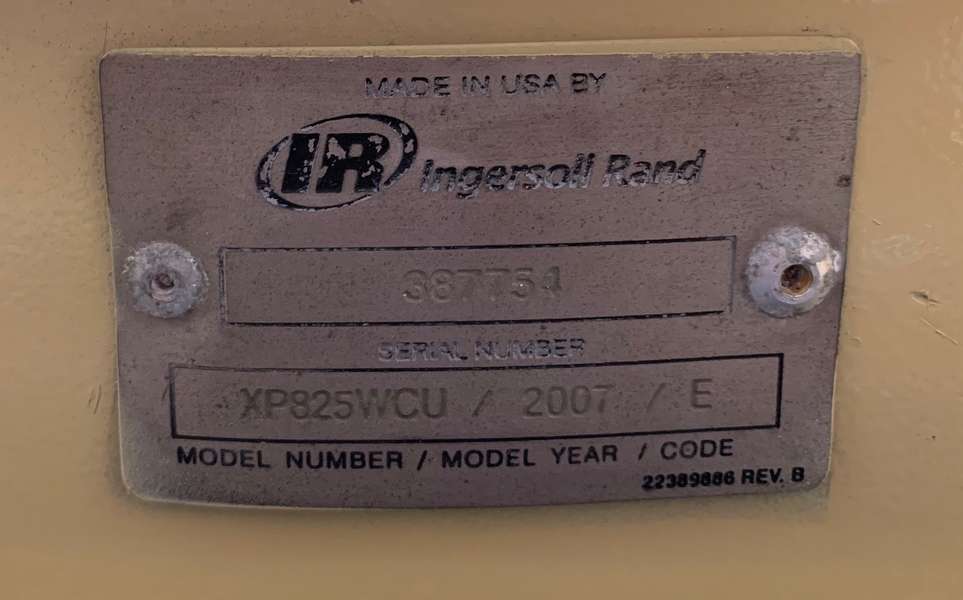 MADE IN USA BY
IR Ingersoll Rand
387754
SERIAL NUMBER
XP825WCU / 2007 / E
MODEL NUMBER / MODEL YEAR / CODE
22389886 REV. B